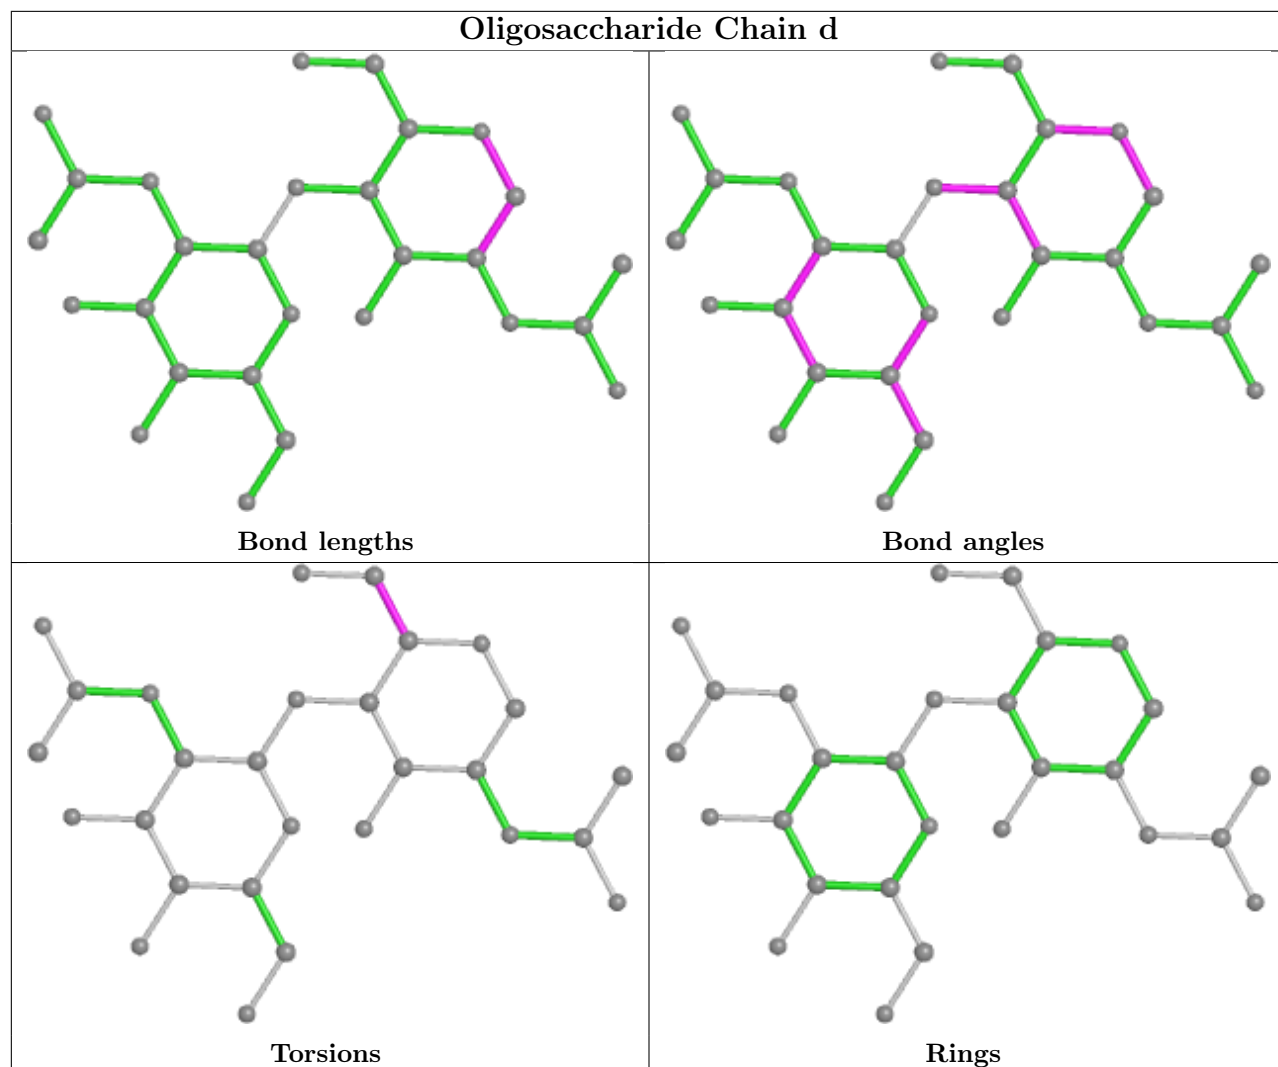 Oligosaccharide Chain d
Bond lengths
Bond angles
Torsions
Rings